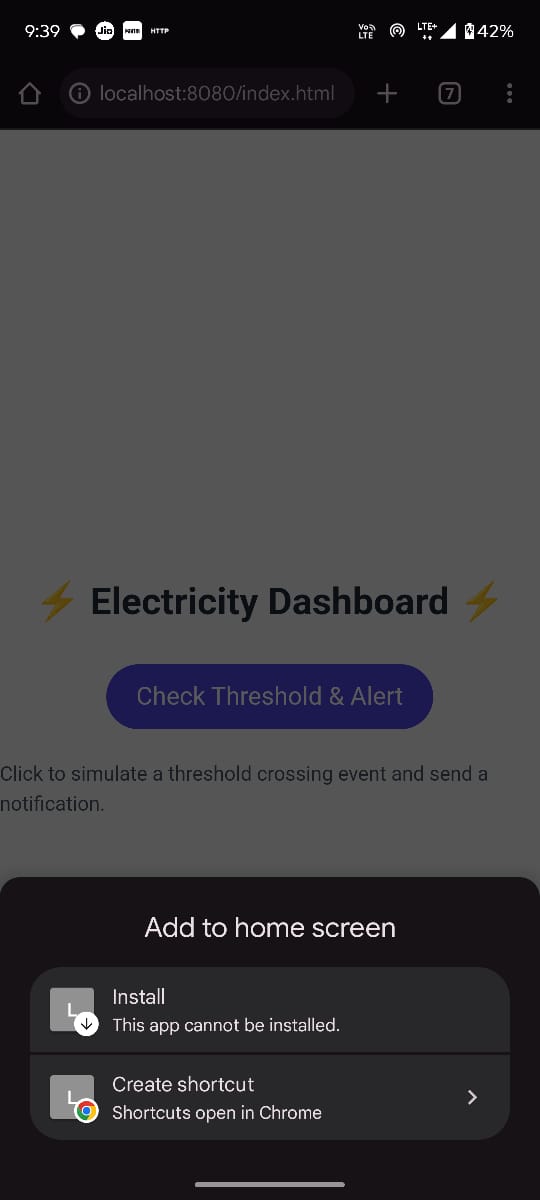 9:39 Jio Paytm HTTP Vo) LTE LTE+ 42%
localhost:8080/index.html 7
⚡ Electricity Dashboard ⚡
Check Threshold & Alert
Click to simulate a threshold crossing event and send a
notification.
Add to home screen
L Install
This app cannot be installed.
L Create shortcut
Shortcuts open in Chrome